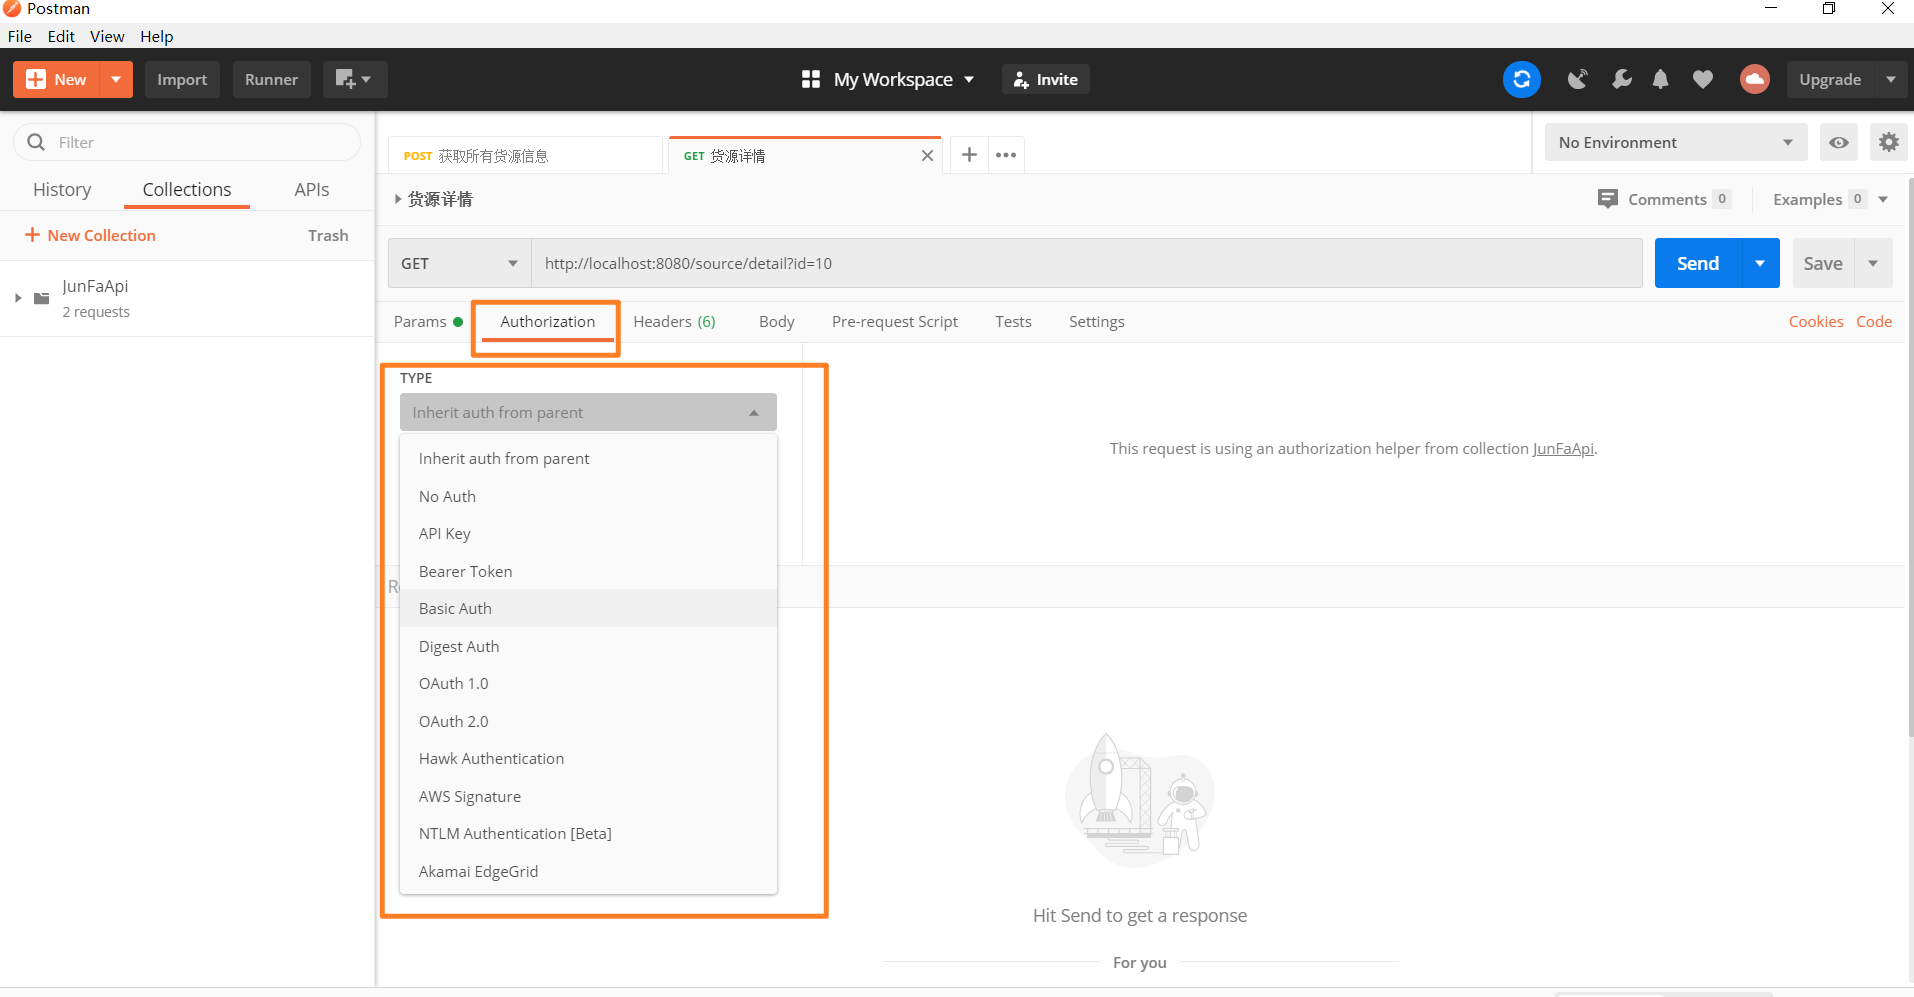 Postman
File Edit View Help
New Import Runner My Workspace Invite Upgrade
Filter
History Collections APIs
New Collection Trash
JunFaApi
2 requests
POST 获取所有货源信息 GET 货源详情
No Environment
货源详情 Comments 0 Examples 0
GET http://localhost:8080/source/detail?id=10 Send Save
Params Authorization Headers (6) Body Pre-request Script Tests Settings Cookies Code
TYPE
Inherit auth from parent
Inherit auth from parent
No Auth
API Key
Bearer Token
Basic Auth
Digest Auth
OAuth 1.0
OAuth 2.0
Hawk Authentication
AWS Signature
NTLM Authentication [Beta]
Akamai EdgeGrid
This request is using an authorization helper from collection JunFaApi.
Hit Send to get a response
For you